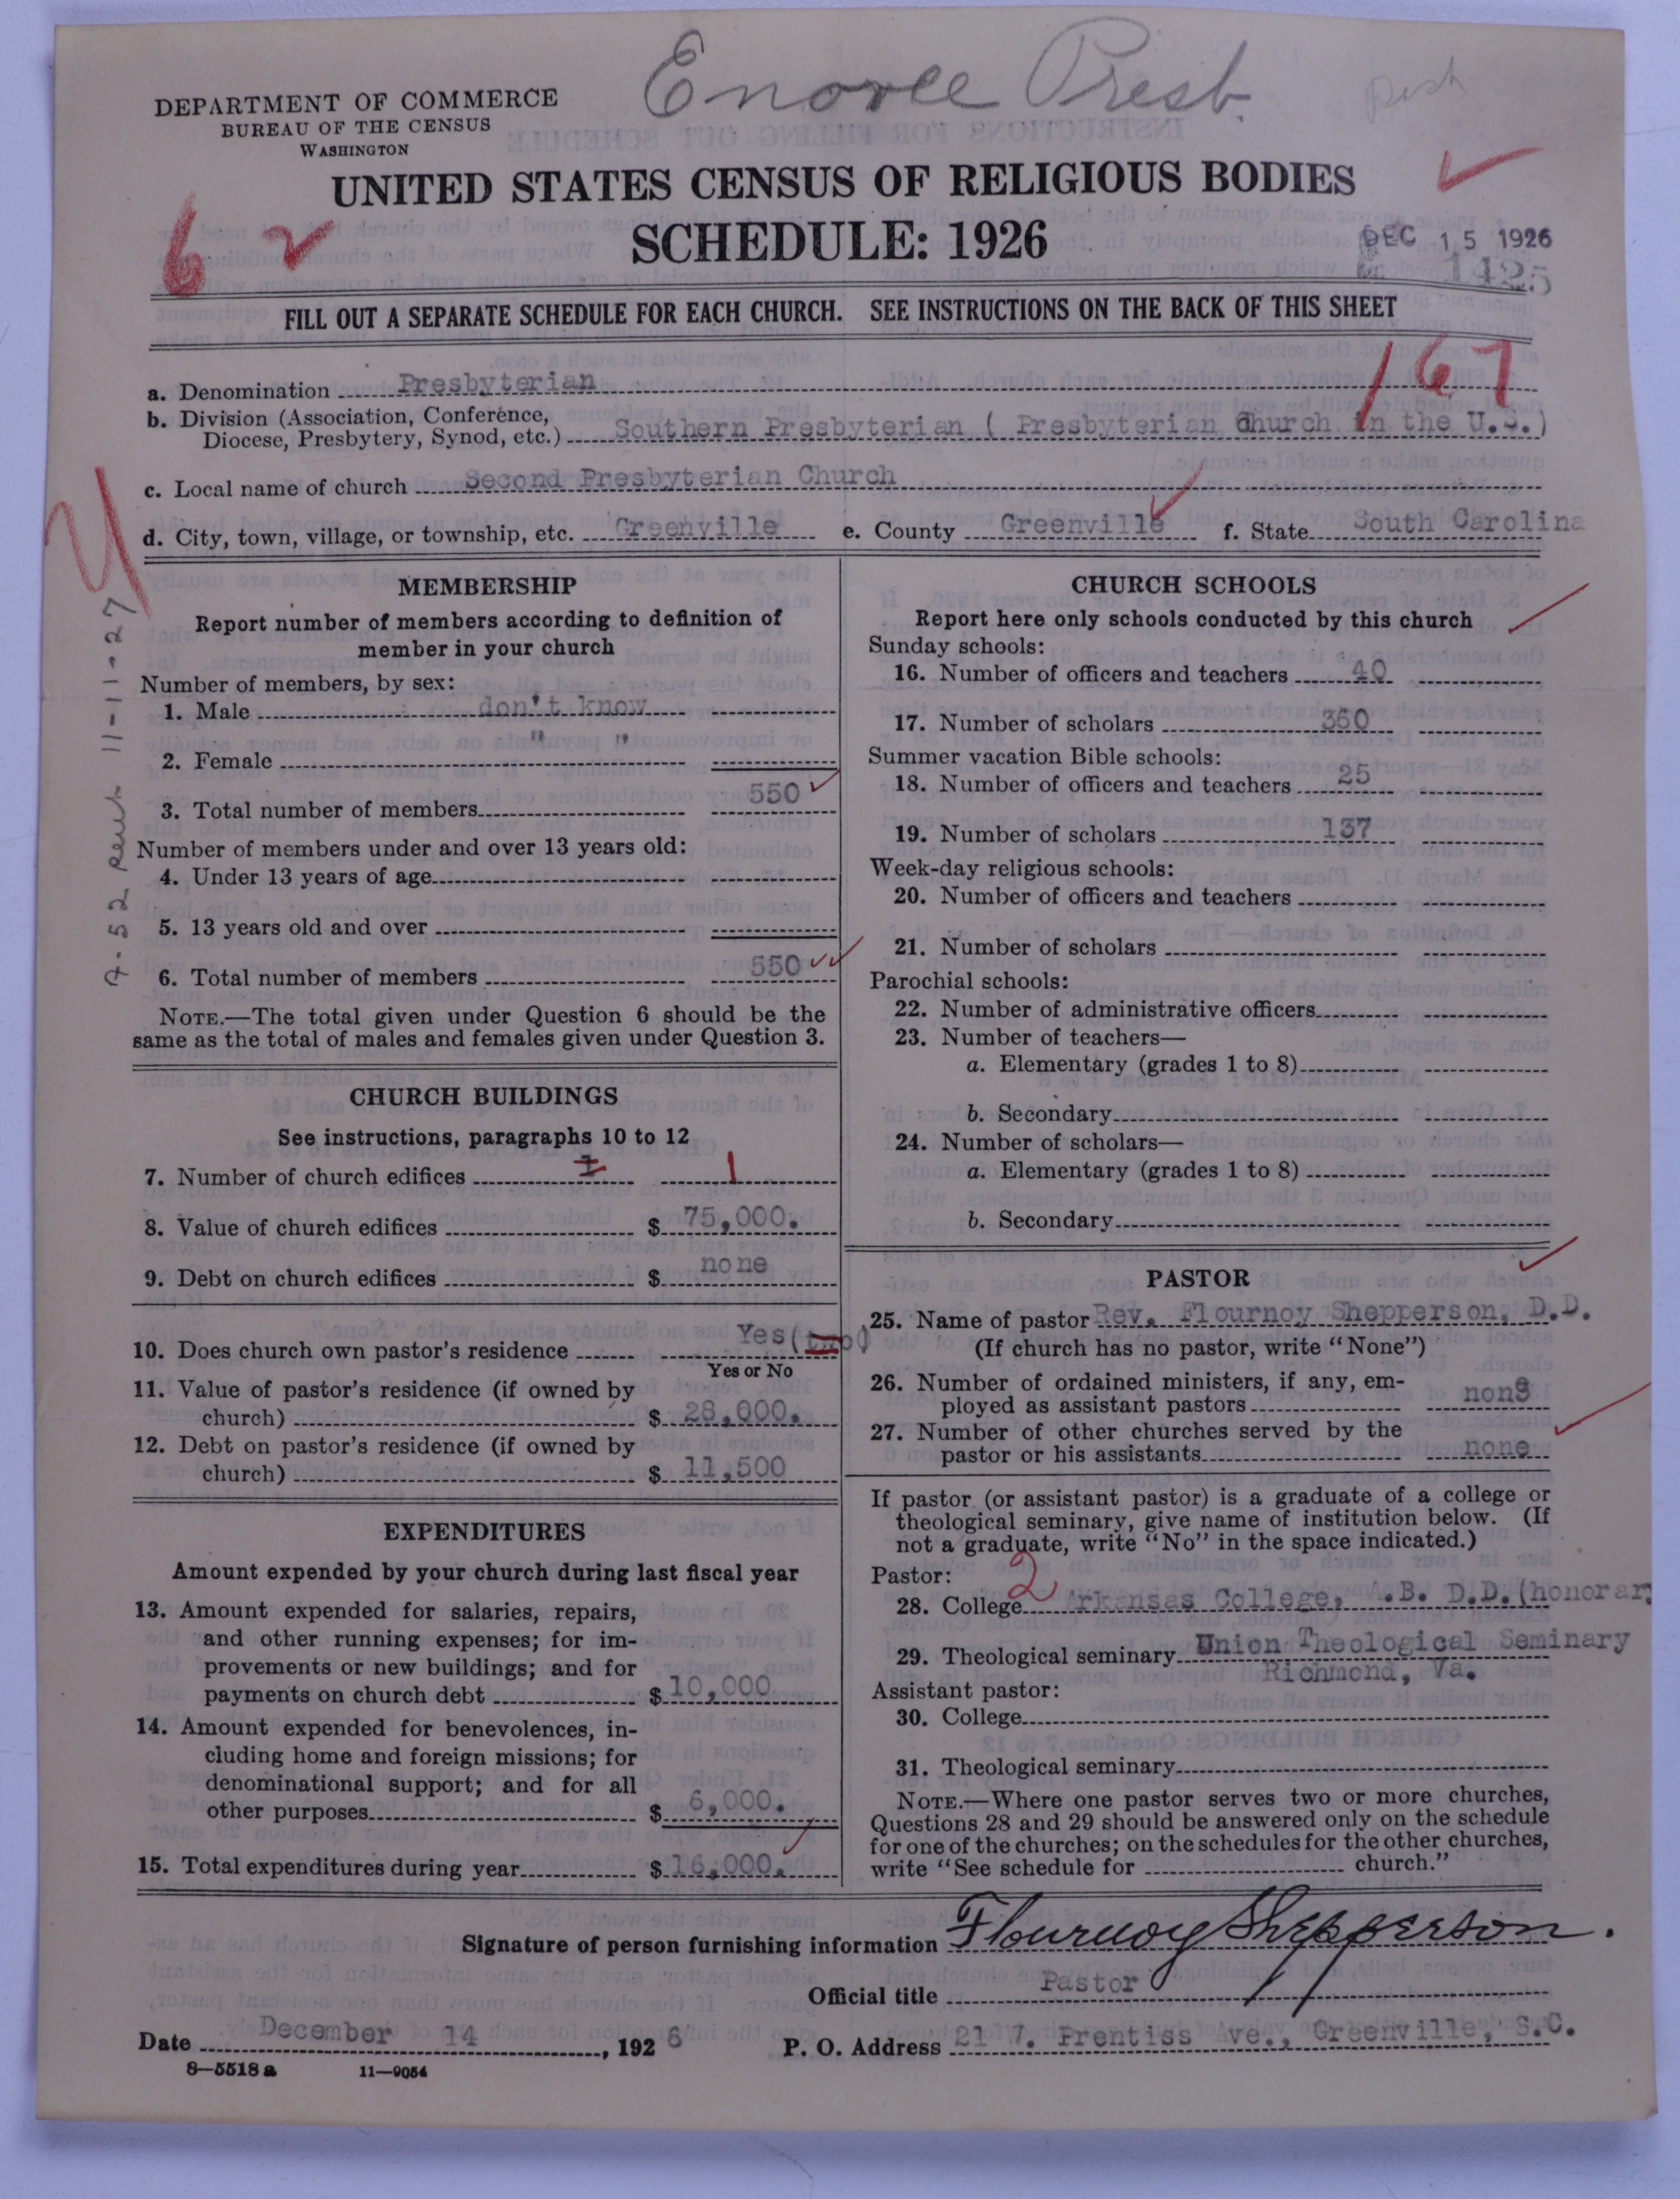 Enoree Presb.
DEPARTMENT OF COMMERCE
BUREAU OF THE CENSUS
WASHINGTON
UNITED STATES CENSUS OF RELIGIOUS BODIES
SCHEDULE: 1926
6 2
DEC 15 1926
1425
FILL OUT A SEPARATE SCHEDULE FOR EACH CHURCH. SEE INSTRUCTIONS ON THE BACK OF THIS SHEET
167
a. Denomination Presbyterian
b. Division (Association, Conference,
Diocese, Presbytery, Synod, etc.) Southern Presbyterian ( Presbyterian Church in the U.S.)
c. Local name of church Second Presbyterian Church
d. City, town, village, or township, etc. Greenville e. County Greenville f. State South Carolina
11-11-27
MEMBERSHIP
Report number of members according to definition of
member in your church
Number of members, by sex:
1. Male don't know
2. Female " "
3. Total number of members 550
Number of members under and over 13 years old:
4. Under 13 years of age
5. 13 years old and over
6. Total number of members 550
NOTE.—The total given under Question 6 should be the
same as the total of males and females given under Question 3.
CHURCH BUILDINGS
See instructions, paragraphs 10 to 12
7. Number of church edifices 1 1
8. Value of church edifices $ 75,000.
9. Debt on church edifices $ none
10. Does church own pastor's residence Yes(two)
Yes or No
11. Value of pastor's residence (if owned by
church) $ 28,000.
12. Debt on pastor's residence (if owned by
church) $ 11,500
EXPENDITURES
Amount expended by your church during last fiscal year
13. Amount expended for salaries, repairs,
and other running expenses; for im-
provements or new buildings; and for
payments on church debt $ 10,000
14. Amount expended for benevolences, in-
cluding home and foreign missions; for
denominational support; and for all
other purposes $ 6,000.
15. Total expenditures during year $ 16,000.
CHURCH SCHOOLS
Report here only schools conducted by this church
Sunday schools:
16. Number of officers and teachers 40
17. Number of scholars 360
Summer vacation Bible schools:
18. Number of officers and teachers 25
19. Number of scholars 137
Week-day religious schools:
20. Number of officers and teachers
21. Number of scholars
Parochial schools:
22. Number of administrative officers
23. Number of teachers—
a. Elementary (grades 1 to 8)
b. Secondary
24. Number of scholars—
a. Elementary (grades 1 to 8)
b. Secondary
PASTOR
25. Name of pastor Rev. Flournoy Shepperson, D.D.
(If church has no pastor, write "None")
26. Number of ordained ministers, if any, em-
ployed as assistant pastors none
27. Number of other churches served by the
pastor or his assistants none
If pastor (or assistant pastor) is a graduate of a college or
theological seminary, give name of institution below. (If
not a graduate, write "No" in the space indicated.)
Pastor: 2
28. College Arkansas College, .B. D.D.(honorar
29. Theological seminary Union Theological Seminary
Richmond, Va.
Assistant pastor:
30. College
31. Theological seminary
NOTE.—Where one pastor serves two or more churches,
Questions 28 and 29 should be answered only on the schedule
for one of the churches; on the schedules for the other churches,
write "See schedule for church."
Signature of person furnishing information Flournoy Shepperson.
Official title Pastor
Date December 14, 1926 P. O. Address 21 7. Prentiss ve., Greenville, S.C.
8—5518a 11—9054